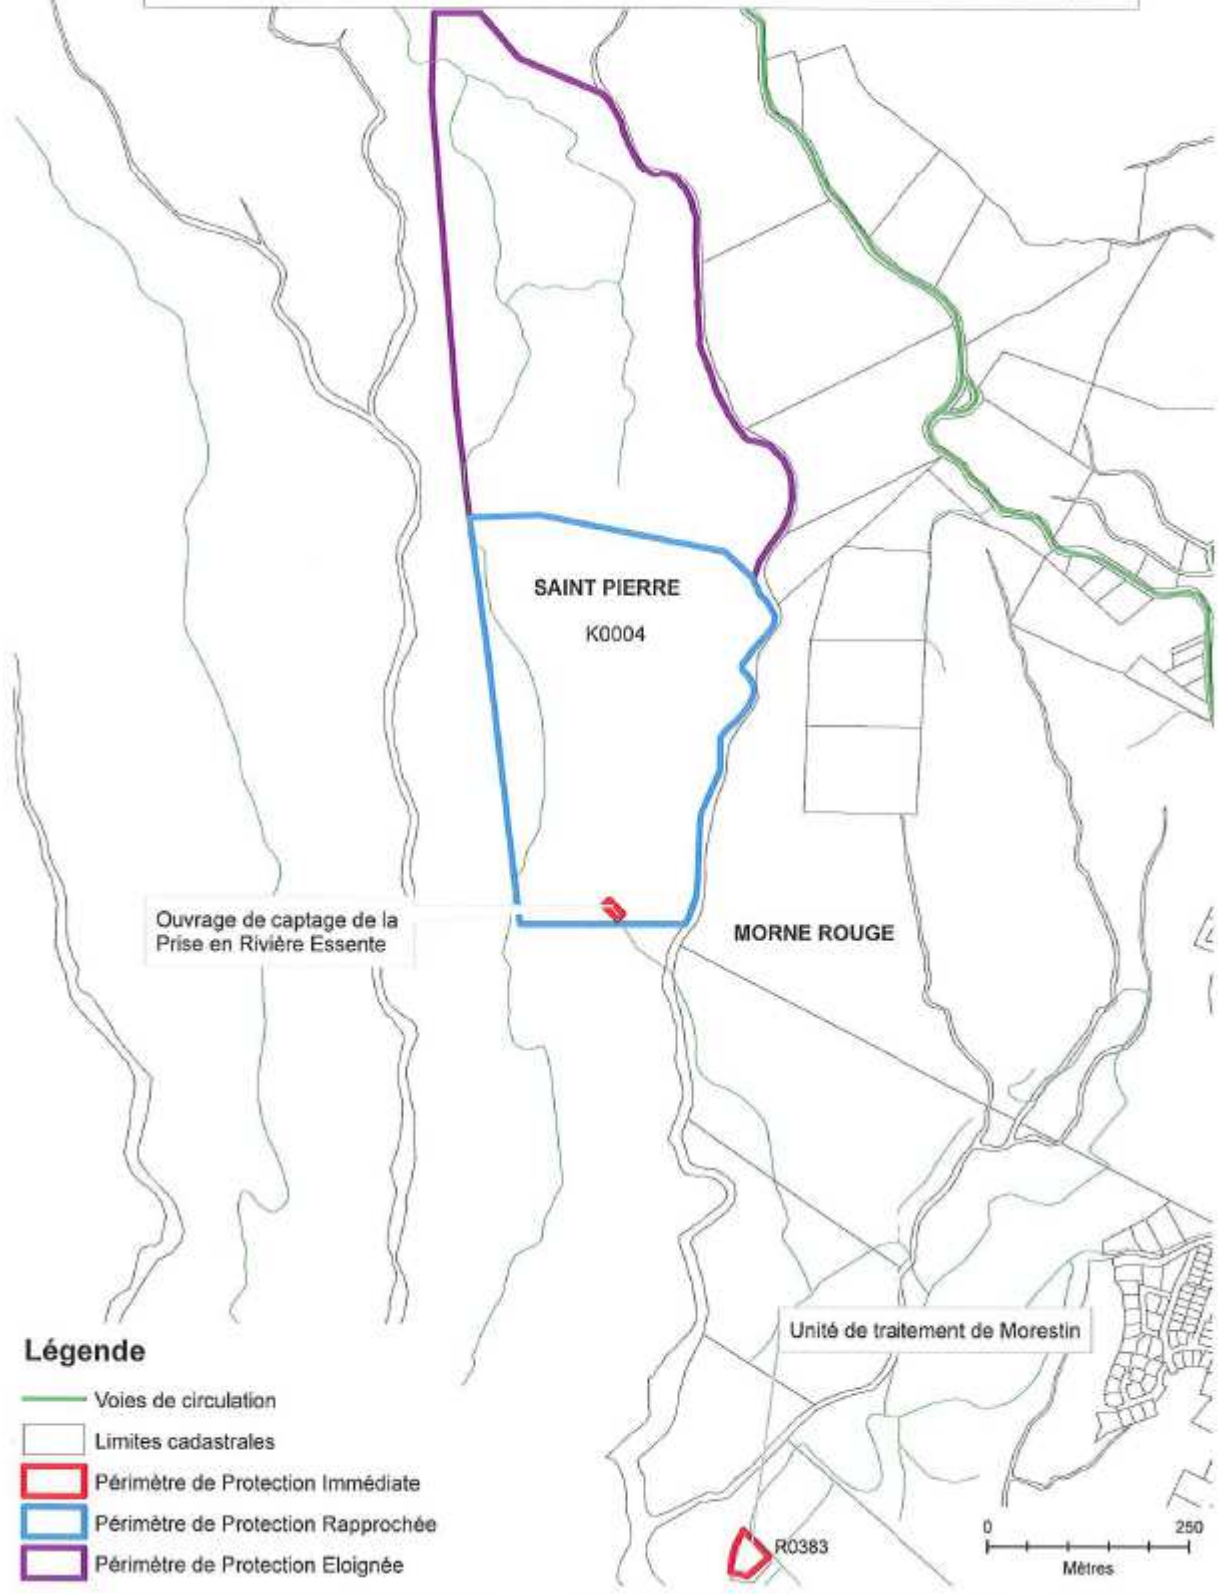 SAINT PIERRE
K0004
Ouvrage de captage de la
Prise en Rivière Essente
MORNE ROUGE
Unité de traitement de Morestin
Légende
Voies de circulation
Limites cadastrales
Périmètre de Protection Immédiate
Périmètre de Protection Rapprochée
Périmètre de Protection Eloignée
R0383
0 250
Mètres